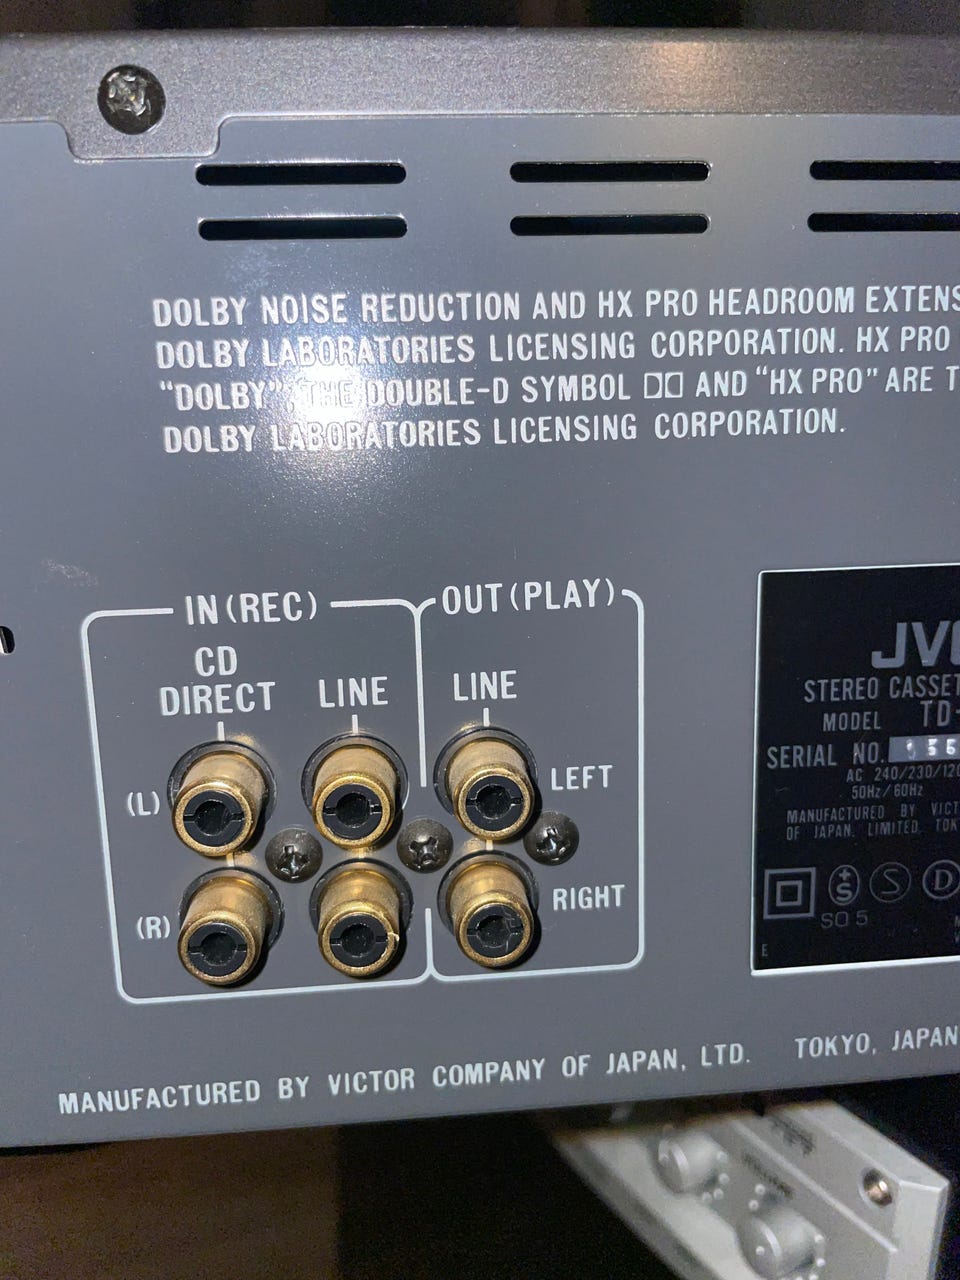 DOLBY NOISE REDUCTION AND HX PRO HEADROOM EXTENS
DOLBY LABORATORIES LICENSING CORPORATION. HX PRO
"DOLBY", THE DOUBLE-D SYMBOL AND "HX PRO" ARE T
DOLBY LABORATORIES LICENSING CORPORATION.
IN (REC)
OUT (PLAY)
CD
DIRECT
LINE
LINE
(L)
LEFT
(R)
RIGHT
JVC
STEREO CASSET
MODEL TD-
SERIAL NO. 155
AC 240/230/120
50Hz/60Hz
MANUFACTURED BY VICT
OF JAPAN. LIMITED. TOK
S
S
D
SO 5
E
MANUFACTURED BY VICTOR COMPANY OF JAPAN, LTD. TOKYO, JAPAN